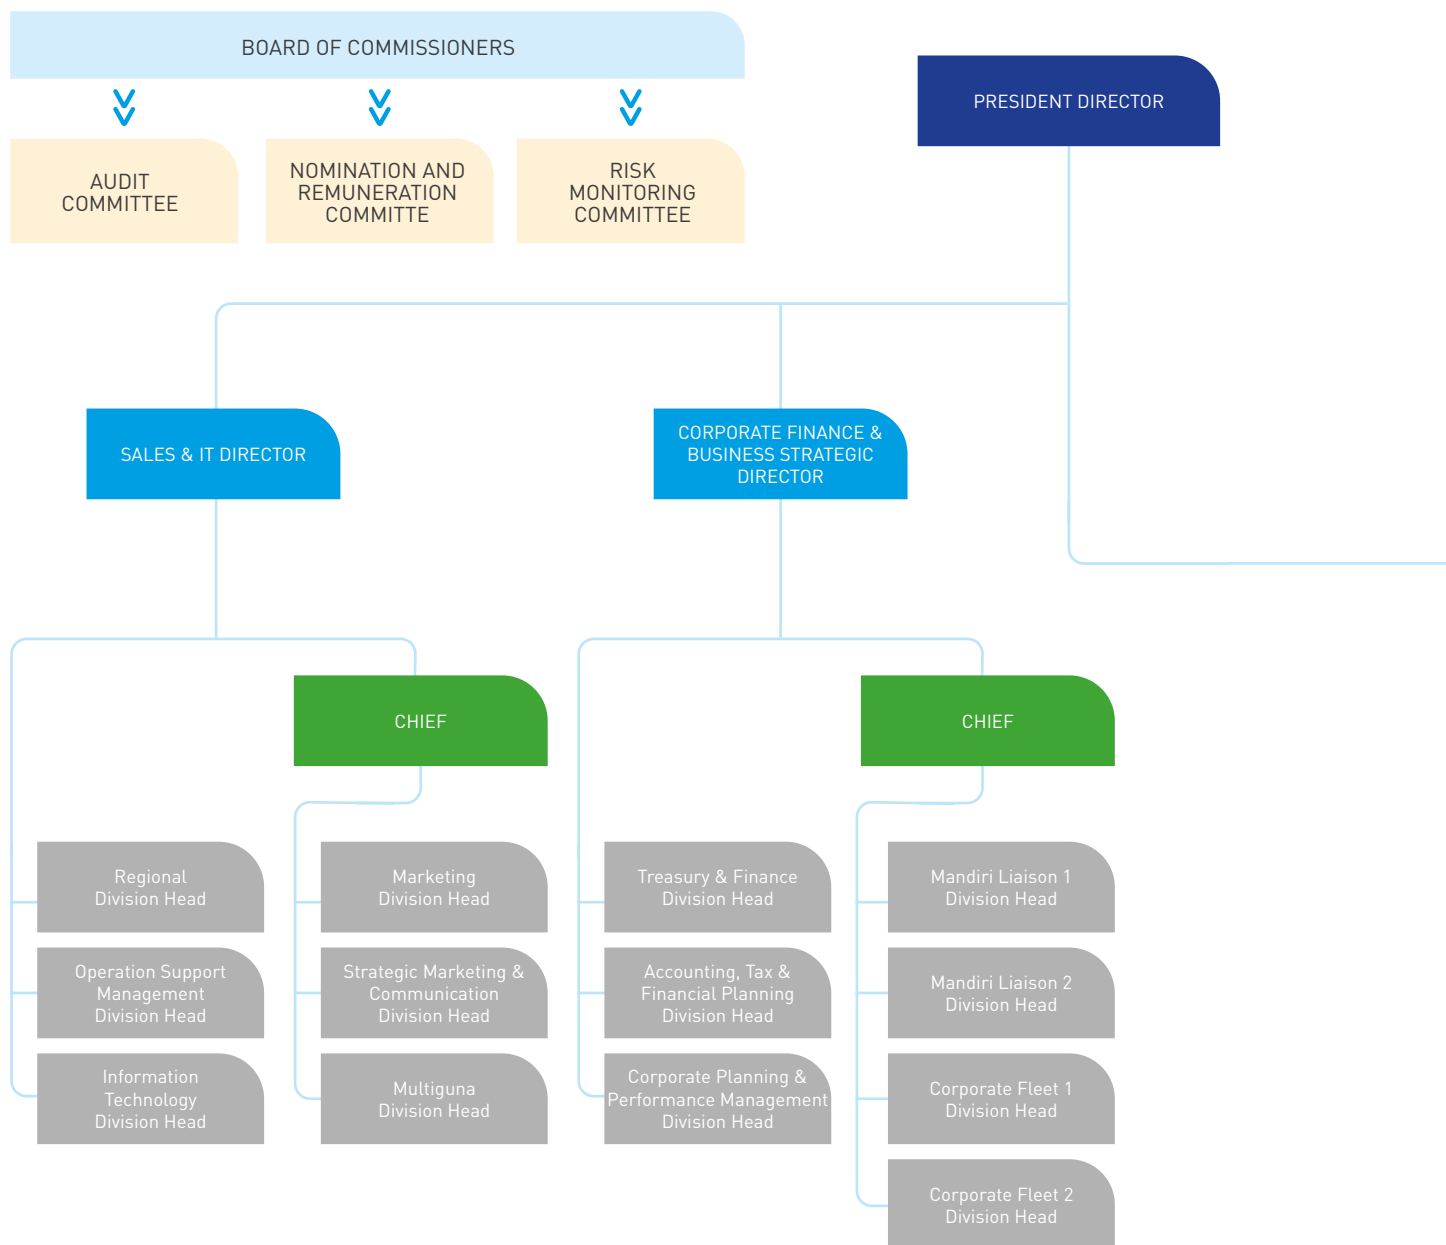 BOARD OF COMMISSIONERS
PRESIDENT DIRECTOR
AUDIT
COMMITTEE
NOMINATION AND
REMUNERATION
COMMITTE
RISK
MONITORING
COMMITTEE
SALES & IT DIRECTOR
CORPORATE FINANCE &
BUSINESS STRATEGIC
DIRECTOR
CHIEF
CHIEF
Regional
Division Head
Marketing
Division Head
Treasury & Finance
Division Head
Mandiri Liaison 1
Division Head
Operation Support
Management
Division Head
Strategic Marketing &
Communication
Division Head
Accounting, Tax &
Financial Planning
Division Head
Mandiri Liaison 2
Division Head
Information
Technology
Division Head
Multiguna
Division Head
Corporate Planning &
Performance Management
Division Head
Corporate Fleet 1
Division Head
Corporate Fleet 2
Division Head